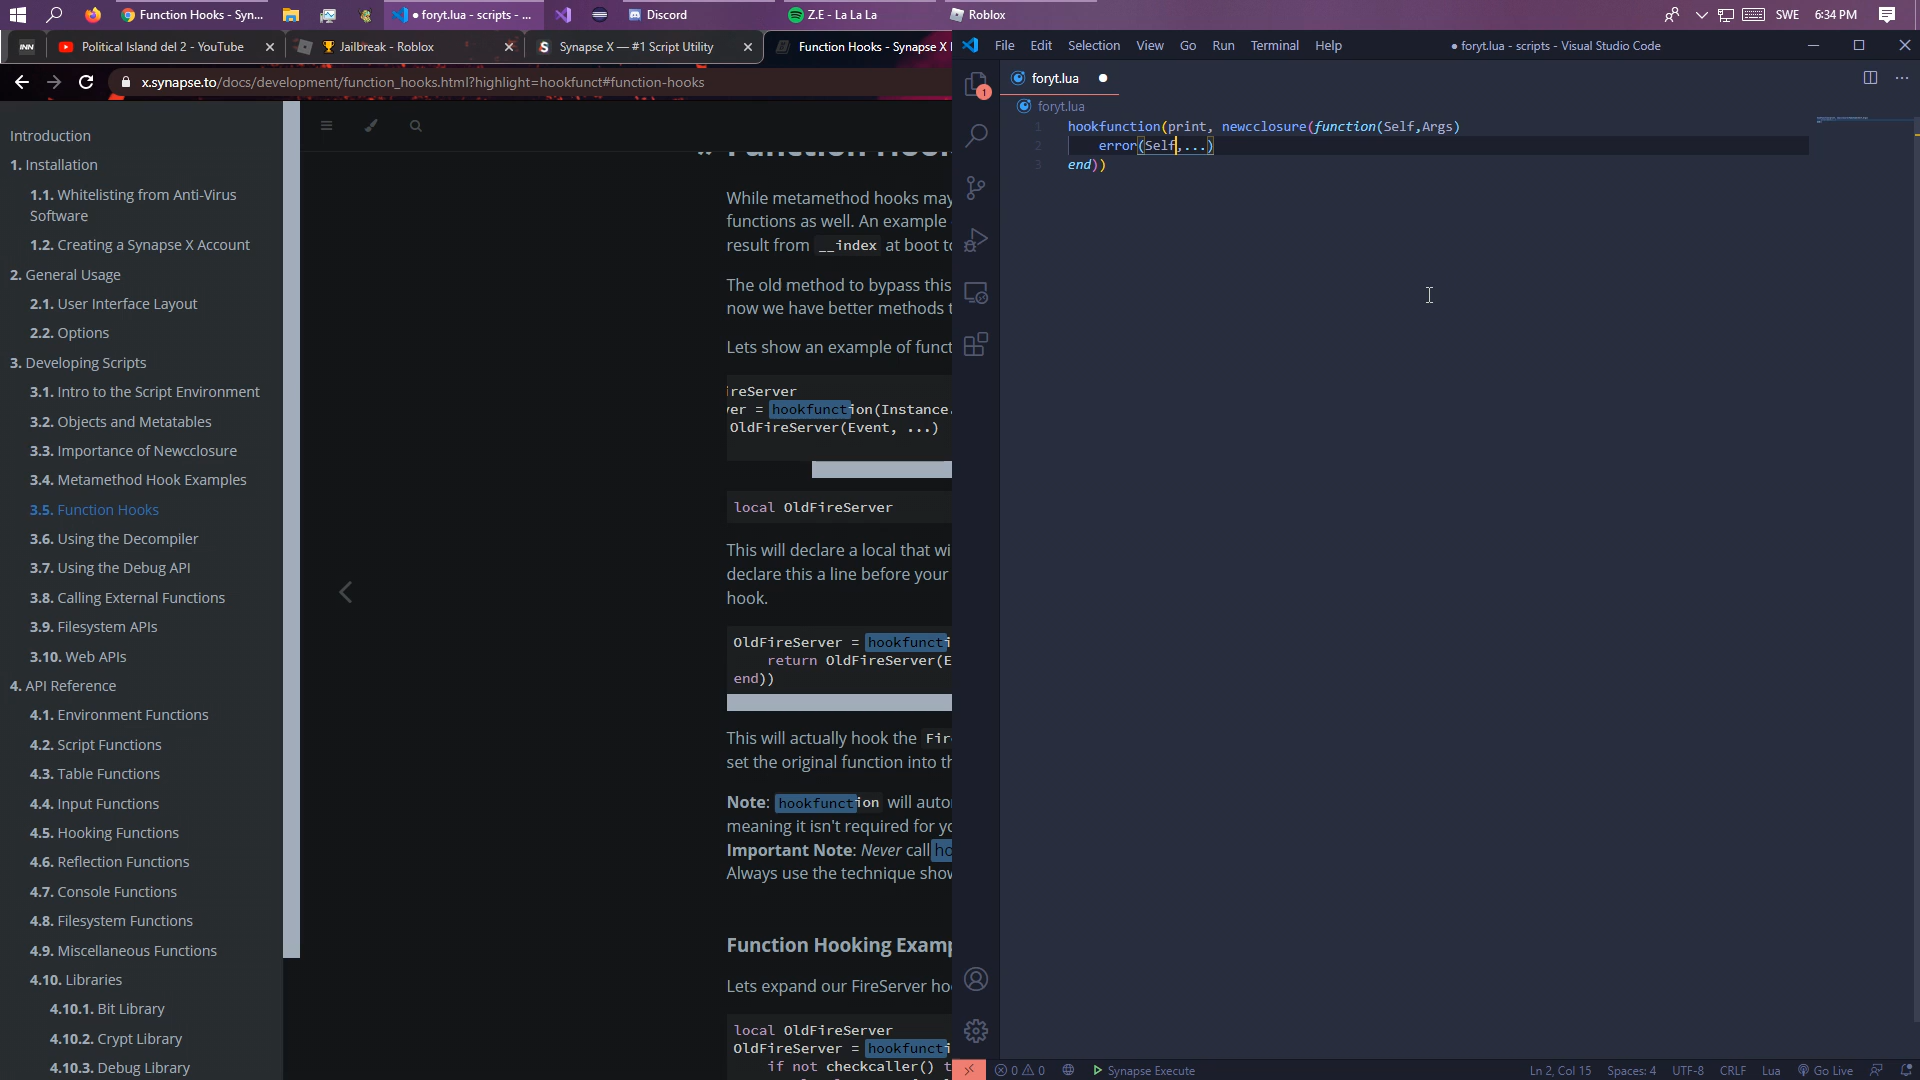 Function Hooks - Syn...
foryt.lua - scripts - ...
Discord
Z.E - La La La
Roblox
SWE
6:34 PM
INN
Political Island del 2 - YouTube
Jailbreak - Roblox
Synapse X — #1 Script Utility
Function Hooks - Synapse X
x.synapse.to/docs/development/function_hooks.html?highlight=hookfunct#function-hooks
Introduction
1. Installation
1.1. Whitelisting from Anti-Virus
Software
1.2. Creating a Synapse X Account
2. General Usage
2.1. User Interface Layout
2.2. Options
3. Developing Scripts
3.1. Intro to the Script Environment
3.2. Objects and Metatables
3.3. Importance of Newcclosure
3.4. Metamethod Hook Examples
3.5. Function Hooks
3.6. Using the Decompiler
3.7. Using the Debug API
3.8. Calling External Functions
3.9. Filesystem APIs
3.10. Web APIs
4. API Reference
4.1. Environment Functions
4.2. Script Functions
4.3. Table Functions
4.4. Input Functions
4.5. Hooking Functions
4.6. Reflection Functions
4.7. Console Functions
4.8. Filesystem Functions
4.9. Miscellaneous Functions
4.10. Libraries
4.10.1. Bit Library
4.10.2. Crypt Library
4.10.3. Debug Library
While metamethod hooks may
functions as well. An example
result from __index at boot to
The old method to bypass this
now we have better methods t
Lets show an example of funct
ireServer
ver = hookfunction(Instance.
OldFireServer(Event, ...)
local OldFireServer
This will declare a local that wi
declare this a line before your
hook.
OldFireServer = hookfuncti
return OldFireServer(E
end))
This will actually hook the Fir
set the original function into th
Note: hookfunction will auto
meaning it isn't required for yo
Important Note: Never call ho
Always use the technique show
Function Hooking Examp
Lets expand our FireServer ho
local OldFireServer
OldFireServer = hookfuncti
if not checkcaller() t
File Edit Selection View Go Run Terminal Help
● foryt.lua - scripts - Visual Studio Code
foryt.lua
foryt.lua
1 hookfunction(print, newcclosure(function(Self,Args)
2 error(Self,...)
3 end))
1
0 0
Synapse Execute
Ln 2, Col 15
Spaces: 4
UTF-8
CRLF
Lua
Go Live